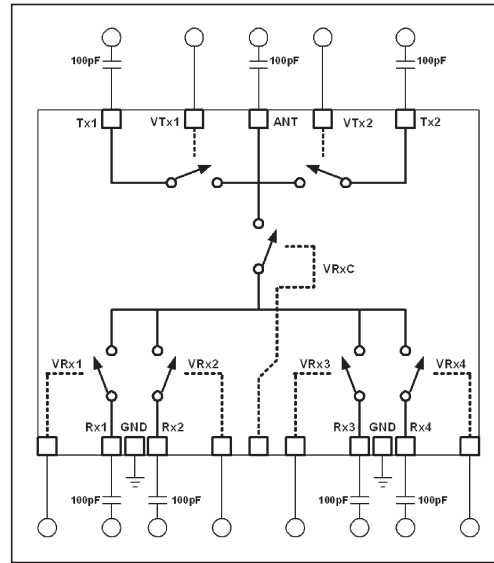 100pF 100pF 100pF
Tx1 VTx1 ANT VTx2 Tx2
VRxC
VRx1 VRx2 VRx3 VRx4
Rx1 GND Rx2 Rx3 GND Rx4
100pF 100pF 100pF 100pF